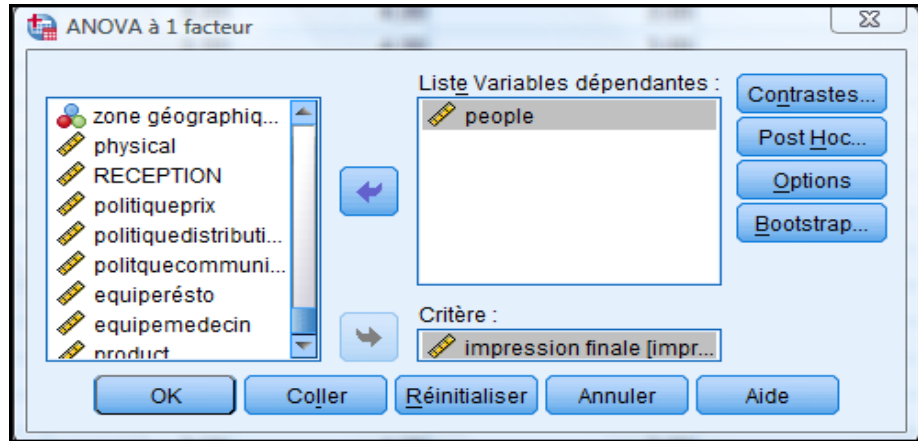 ANOVA à 1 facteur
zone géographiq...
physical
RECEPTION
politiqueprix
politiquedistributi...
politquecommuni...
equiperésto
equipemedecin
product
Liste Variables dépendantes :
people
Critère :
impression finale [impr...
Contrastes...
Post Hoc...
Options
Bootstrap...
OK
Coller
Réinitialiser
Annuler
Aide